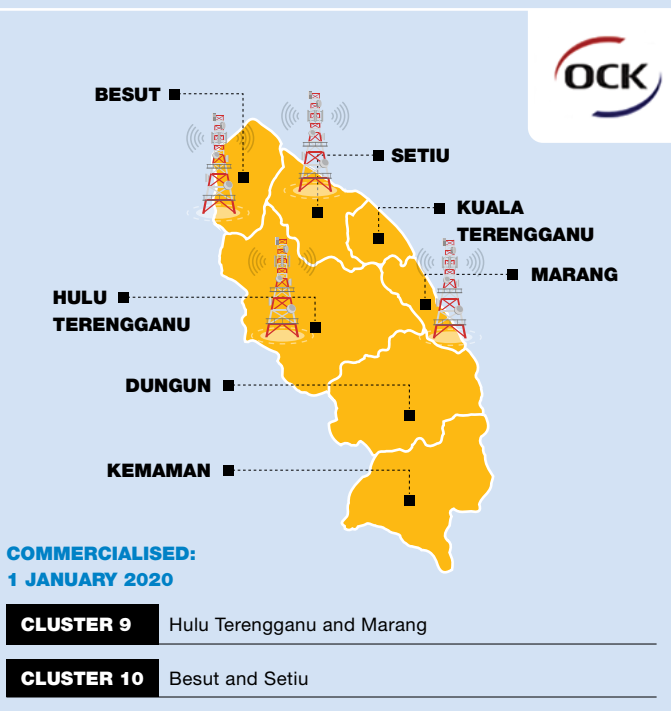 OCK
BESUT
SETIU
KUALA
TERENGGANU
MARANG
HULU
TERENGGANU
DUNGUN
KEMAMAN
COMMERCIALISED:
1 JANUARY 2020
CLUSTER 9 Hulu Terengganu and Marang
CLUSTER 10 Besut and Setiu